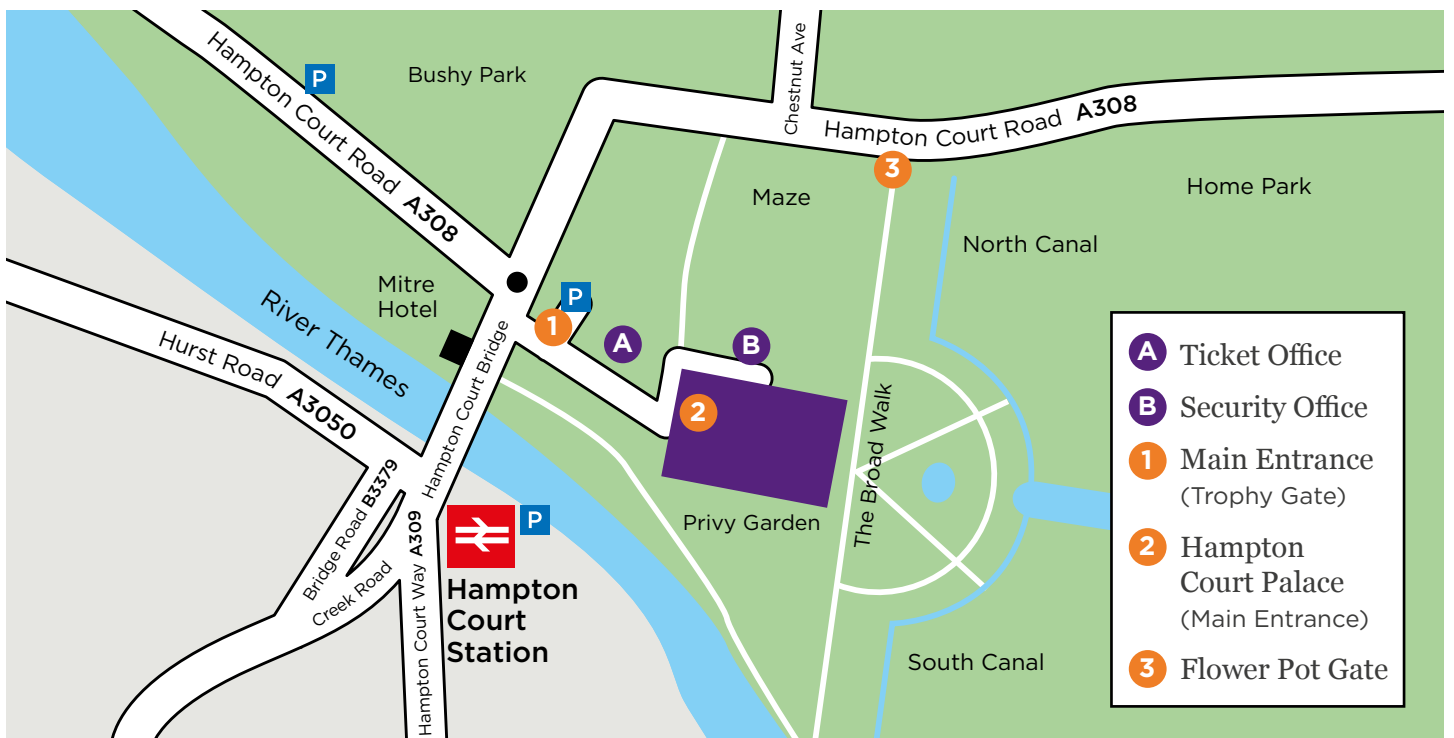 Hampton Court Road A308
P
Bushy Park
Chestnut Ave
Hampton Court Road A308
3
Maze
Home Park
North Canal
Mitre
Hotel
River Thames
Hurst Road A3050
Hampton Court Bridge
1
P
A
B
2
The Broad Walk
Privy Garden
Bridge Road B3379
Creek Road
Hampton Court Way A309
P
Hampton
Court
Station
South Canal
A Ticket Office
B Security Office
1 Main Entrance
(Trophy Gate)
2 Hampton
Court Palace
(Main Entrance)
3 Flower Pot Gate